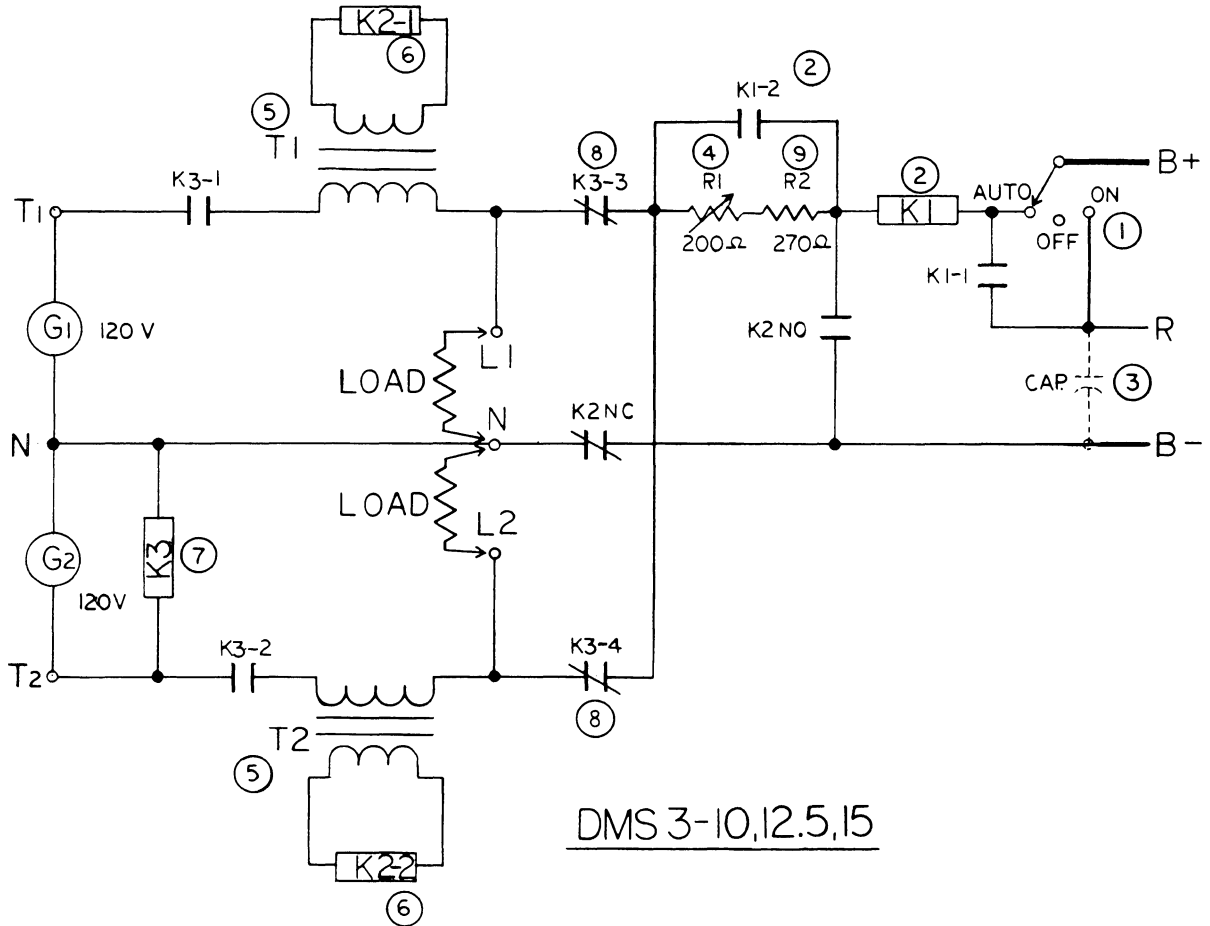 K2-1
6
2
5
K1-2
T1
8
4
9
K3-1
K3-3
R1
R2
2
B+
T1
AUTO
ON
K1
1
200Ω
270Ω
OFF
K1-1
G1
120 V
L1
K2 NO
R
LOAD
CAP.
3
N
K2 NC
N
B-
LOAD
L2
G2
K3
7
120V
K3-2
K3-4
T2
8
T2
5
DMS 3-10,12.5,15
K2-2
6